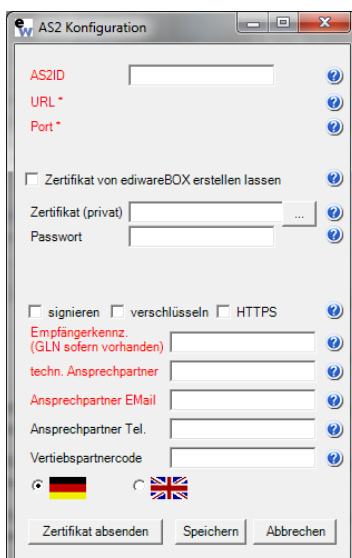 ew AS2 Konfiguration
AS2ID
URL *
Port *
Zertifikat von ediwareBOX erstellen lassen
Zertifikat (privat) ...
Passwort
signieren verschlüsseln HTTPS
Empfängerkennz.
(GLN sofern vorhanden)
techn. Ansprechpartner
Ansprechpartner EMail
Ansprechpartner Tel.
Vertiebspartnercode
Zertifikat absenden Speichern Abbrechen